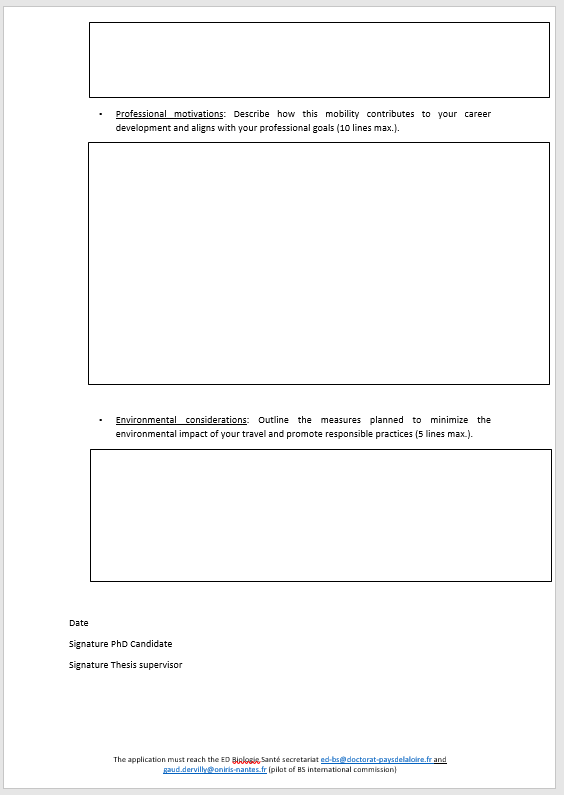 • Professional motivations: Describe how this mobility contributes to your career
development and aligns with your professional goals (10 lines max.).
• Environmental considerations: Outline the measures planned to minimize the
environmental impact of your travel and promote responsible practices (5 lines max.).
Date
Signature PhD Candidate
Signature Thesis supervisor
The application must reach the ED Biologie Santé secretariat ed-bs@doctorat-paysdelaloire.fr and
gaud.dervilly@oniris-nantes.fr (pilot of BS international commission)